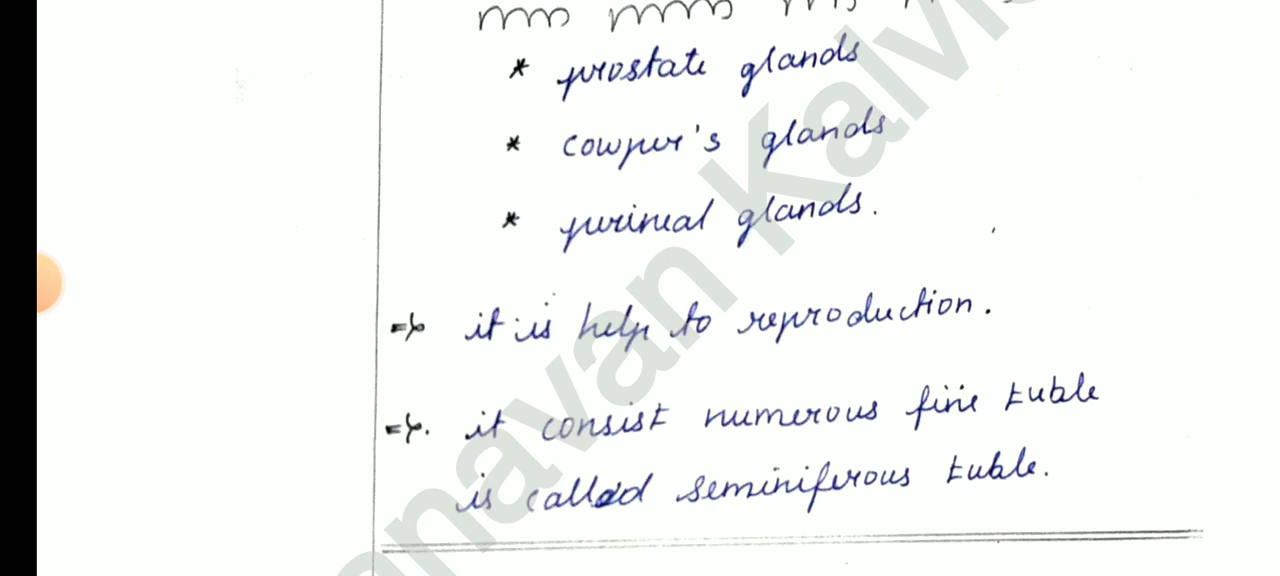 * prostate glands
* cowper's glands
* perineal glands.
=> it is help to reproduction.
=>. it consist numerous fine tuble
is called seminiferous tuble.